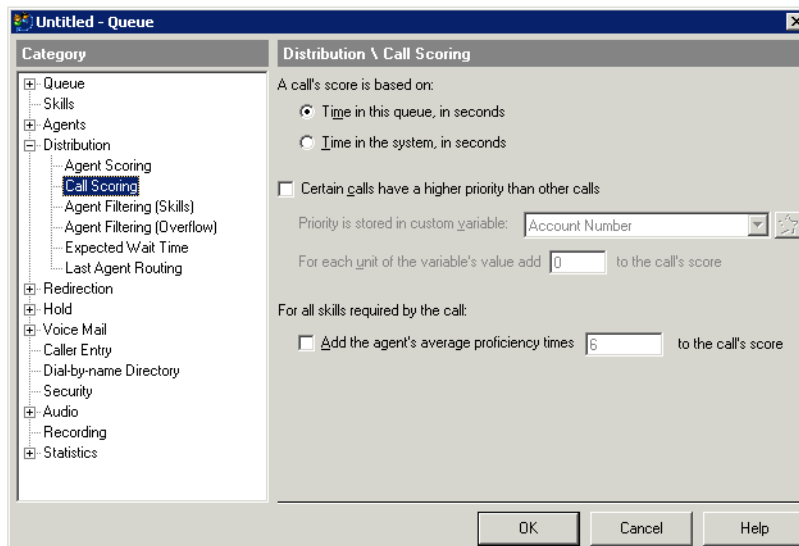 Untitled - Queue
Category
Queue
Skills
Agents
Distribution
Agent Scoring
Call Scoring
Agent Filtering (Skills)
Agent Filtering (Overflow)
Expected Wait Time
Last Agent Routing
Redirection
Hold
Voice Mail
Caller Entry
Dial-by-name Directory
Security
Audio
Recording
Statistics
Distribution \ Call Scoring
A call's score is based on:
Time in this queue, in seconds
Time in the system, in seconds
Certain calls have a higher priority than other calls
Priority is stored in custom variable: Account Number
For each unit of the variable's value add 0 to the call's score
For all skills required by the call:
Add the agent's average proficiency times 6 to the call's score
OK Cancel Help